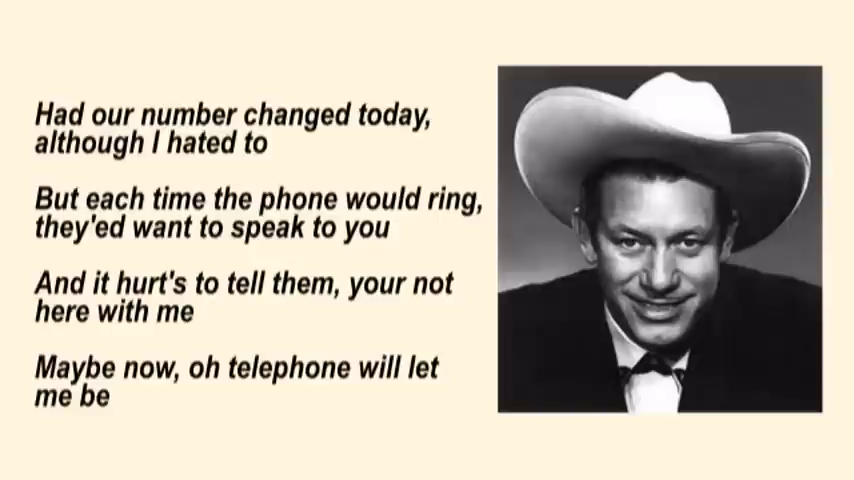 Had our number changed today,
although I hated to
But each time the phone would ring,
they'ed want to speak to you
And it hurt's to tell them, your not
here with me
Maybe now, oh telephone will let
me be